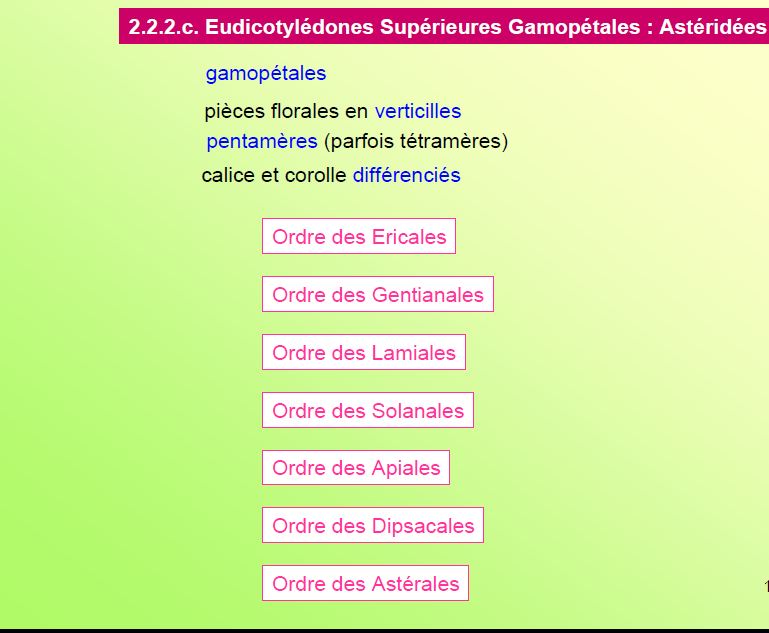 2.2.2.c. Eudicotylédones Supérieures Gamopétales : Astéridées
gamopétales
pièces florales en verticilles
pentamères (parfois tétramères)
calice et corolle différenciés
Ordre des Ericales
Ordre des Gentianales
Ordre des Lamiales
Ordre des Solanales
Ordre des Apiales
Ordre des Dipsacales
Ordre des Astérales